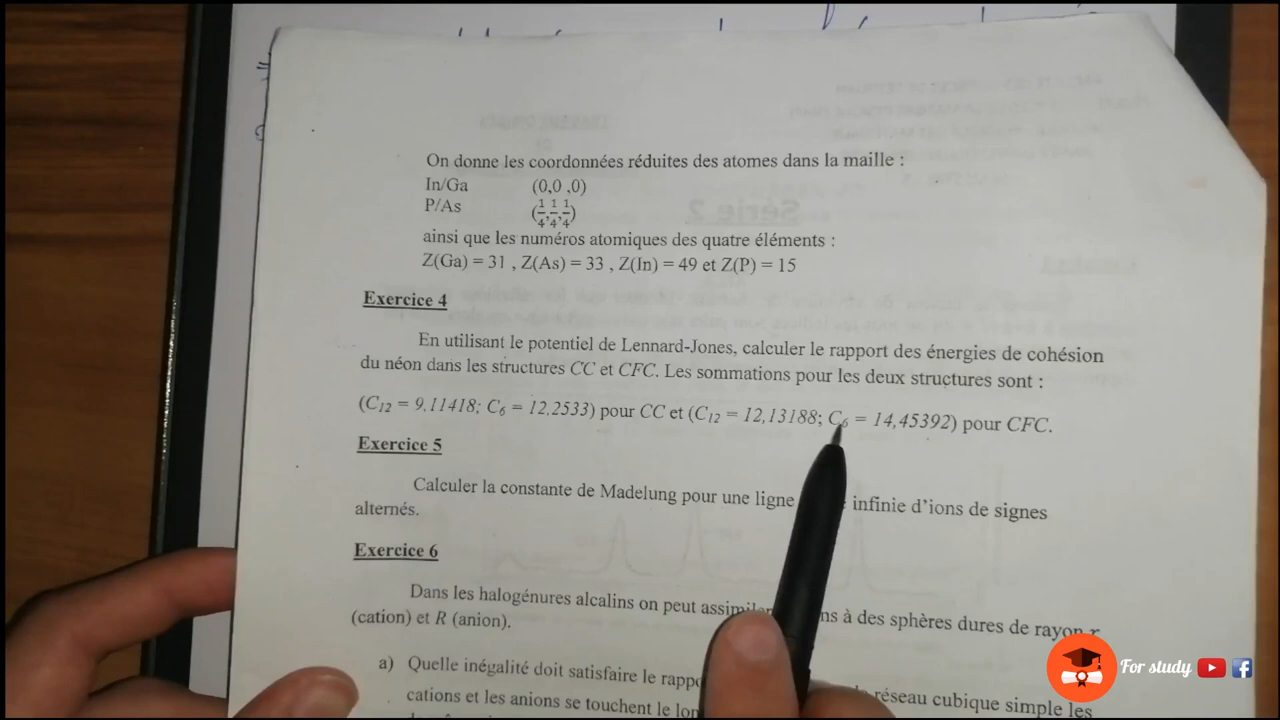 On donne les coordonnées réduites des atomes dans la maille :
In/Ga (0,0 ,0)
P/As (1/4,1/4,1/4)
ainsi que les numéros atomiques des quatre éléments :
Z(Ga) = 31 , Z(As) = 33 , Z(In) = 49 et Z(P) = 15
Exercice 4
En utilisant le potentiel de Lennard-Jones, calculer le rapport des énergies de cohésion
du néon dans les structures CC et CFC. Les sommations pour les deux structures sont :
(C12 = 9,11418; C6 = 12,2533) pour CC et (C12 = 12,13188; C6 = 14,45392) pour CFC.
Exercice 5
Calculer la constante de Madelung pour une ligne infinie d'ions de signes
alternés.
Exercice 6
Dans les halogénures alcalins on peut assimiler à des sphères dures de rayon r
(cation) et R (anion).
a) Quelle inégalité doit satisfaire le réseau cubique simple les
cations et les anions se touchent le
For study
Série 2